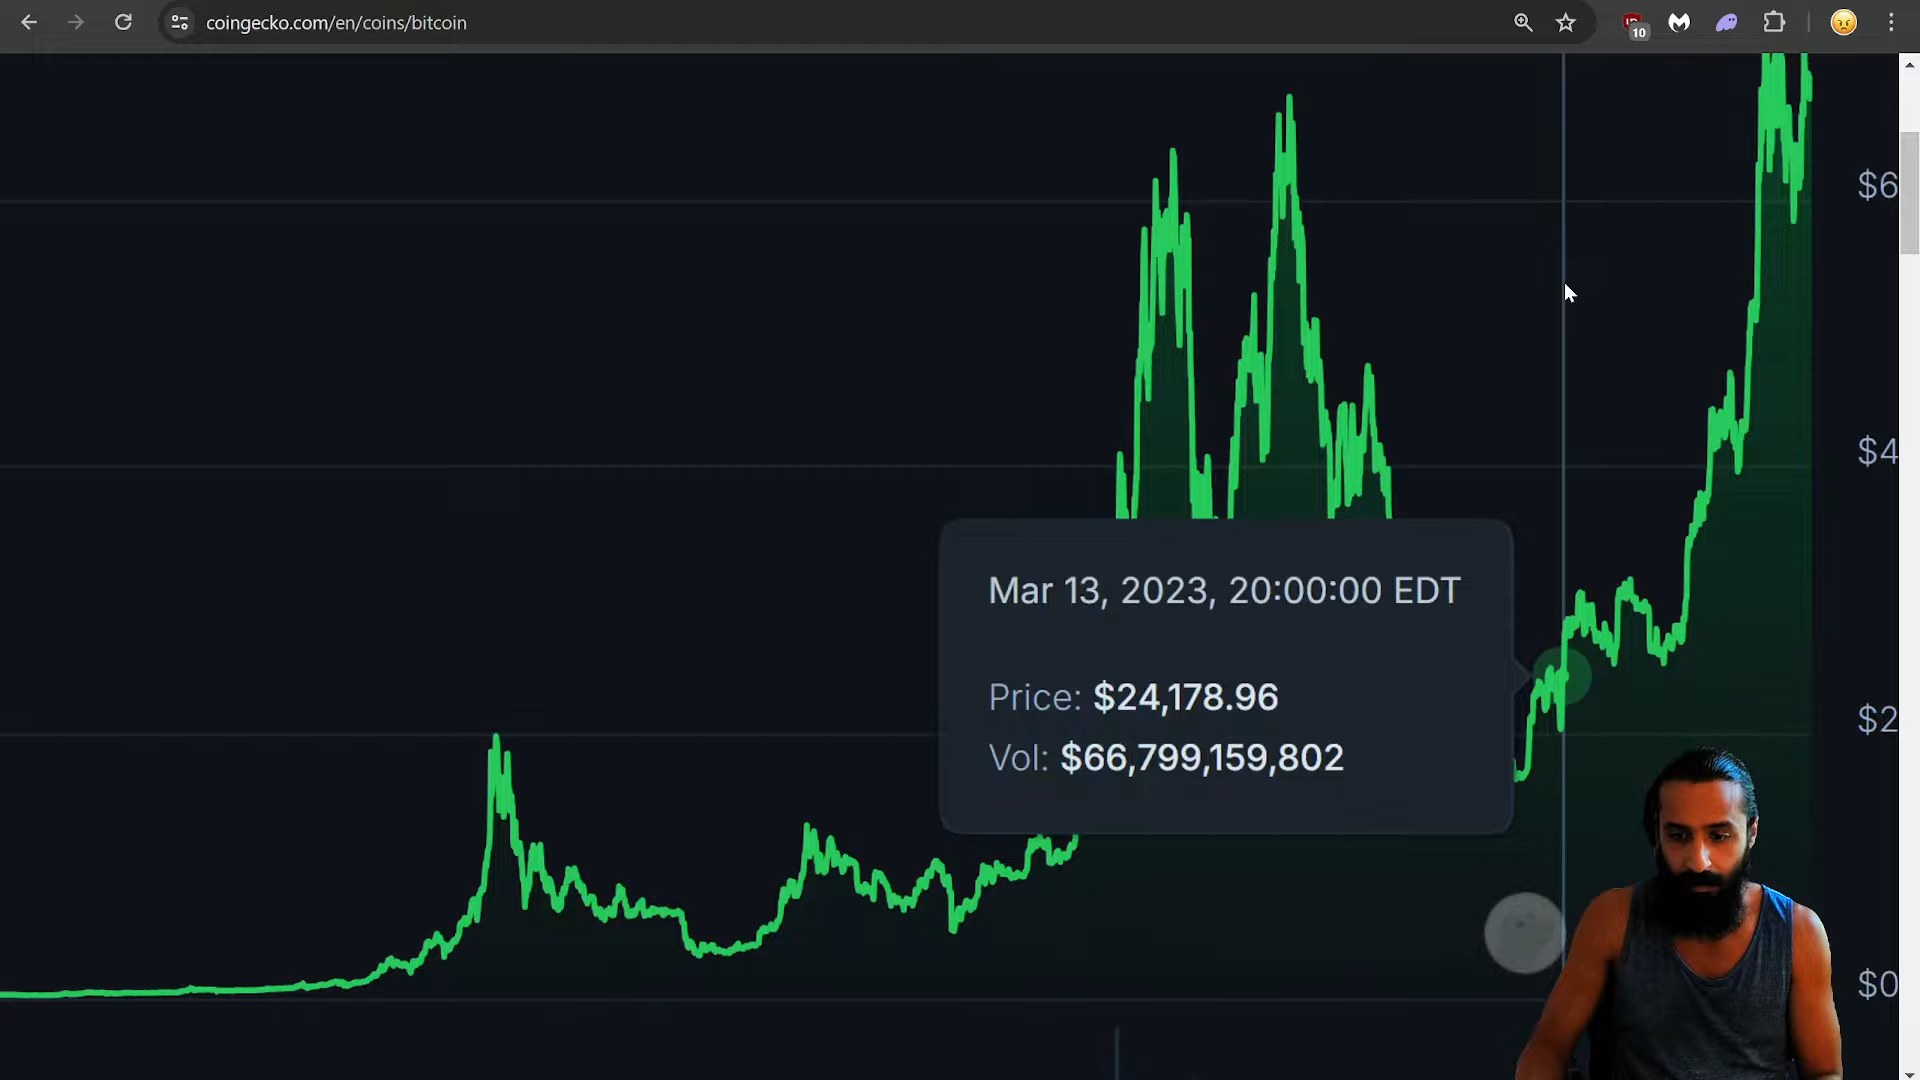 coingecko.com/en/coins/bitcoin
10
$6
$4
Mar 13, 2023, 20:00:00 EDT
Price: $24,178.96
Vol: $66,799,159,802
$2
$0